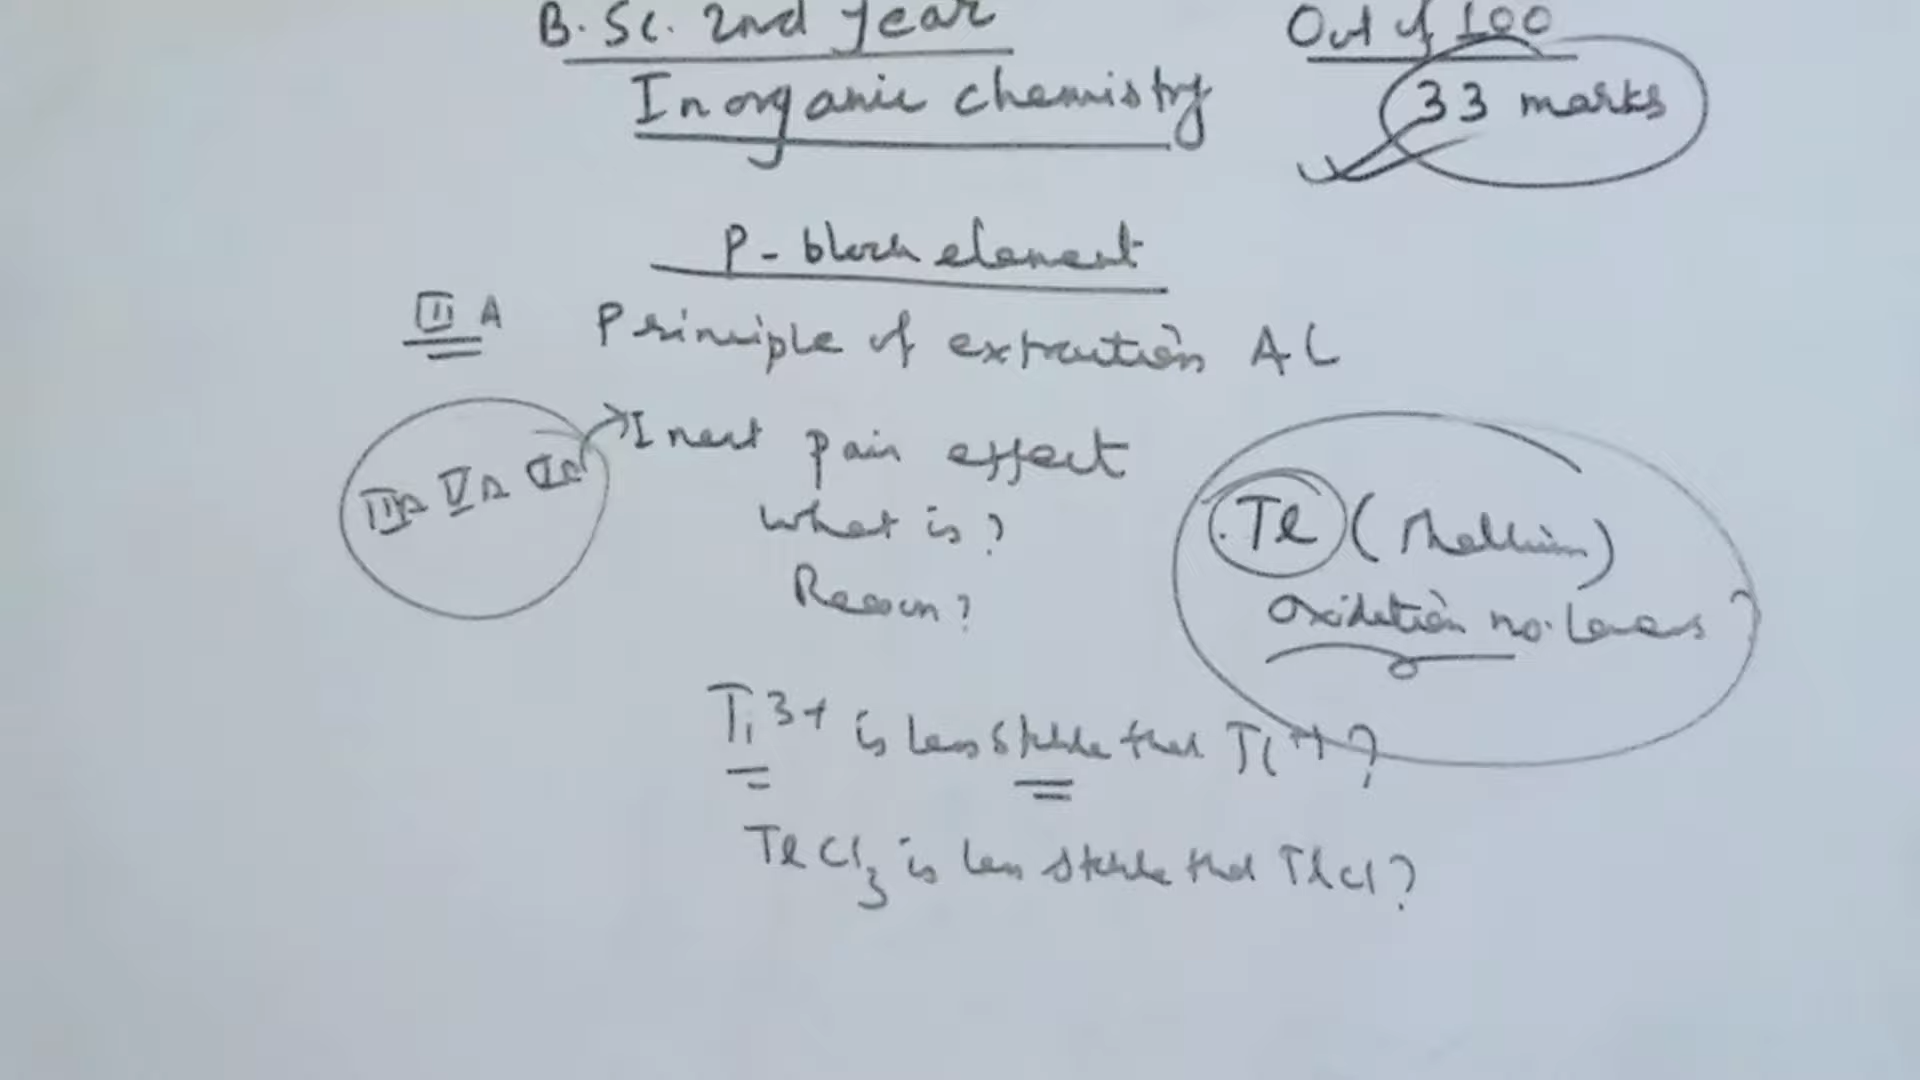 B.Sc. 2nd year
Out of 100
Inorganic chemistry
33 marks
P-block element
III A Principle of extraction Al
IIIA VA
Inert pair effect
what is?
Reason?
Tl (Thallium)
oxidation no. lowers?
Tl 3+ is less stable than Tl + ?
TlCl3 is less stable than TlCl?